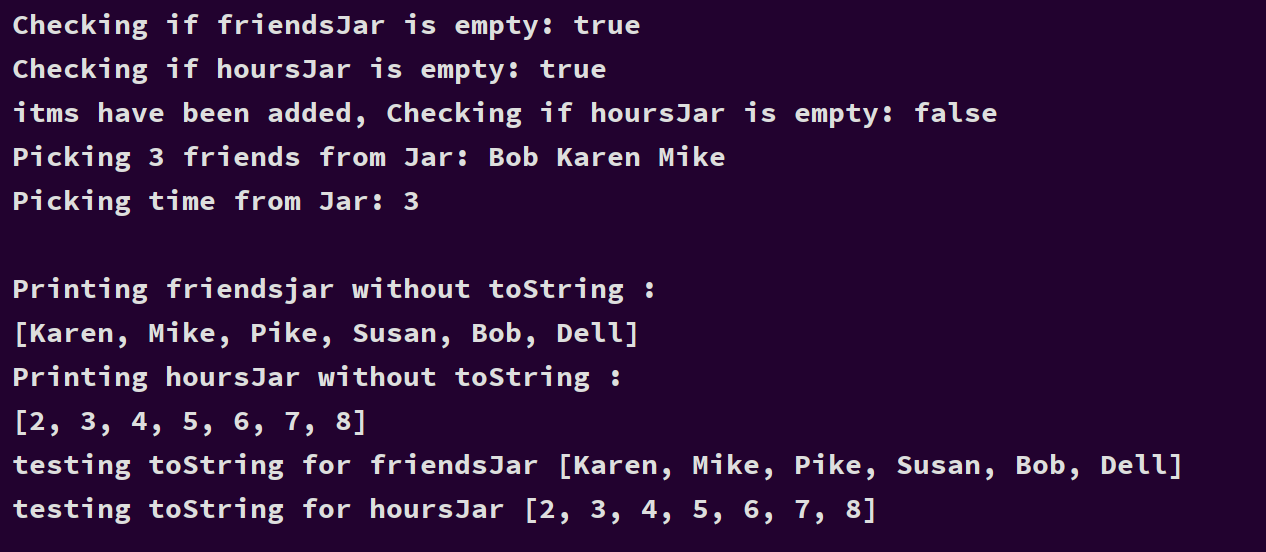 Checking if friendsJar is empty: true
Checking if hoursJar is empty: true
itms have been added, Checking if hoursJar is empty: false
Picking 3 friends from Jar: Bob Karen Mike
Picking time from Jar: 3
Printing friendsjar without toString :
[Karen, Mike, Pike, Susan, Bob, Dell]
Printing hoursJar without toString :
[2, 3, 4, 5, 6, 7, 8]
testing toString for friendsJar [Karen, Mike, Pike, Susan, Bob, Dell]
testing toString for hoursJar [2, 3, 4, 5, 6, 7, 8]